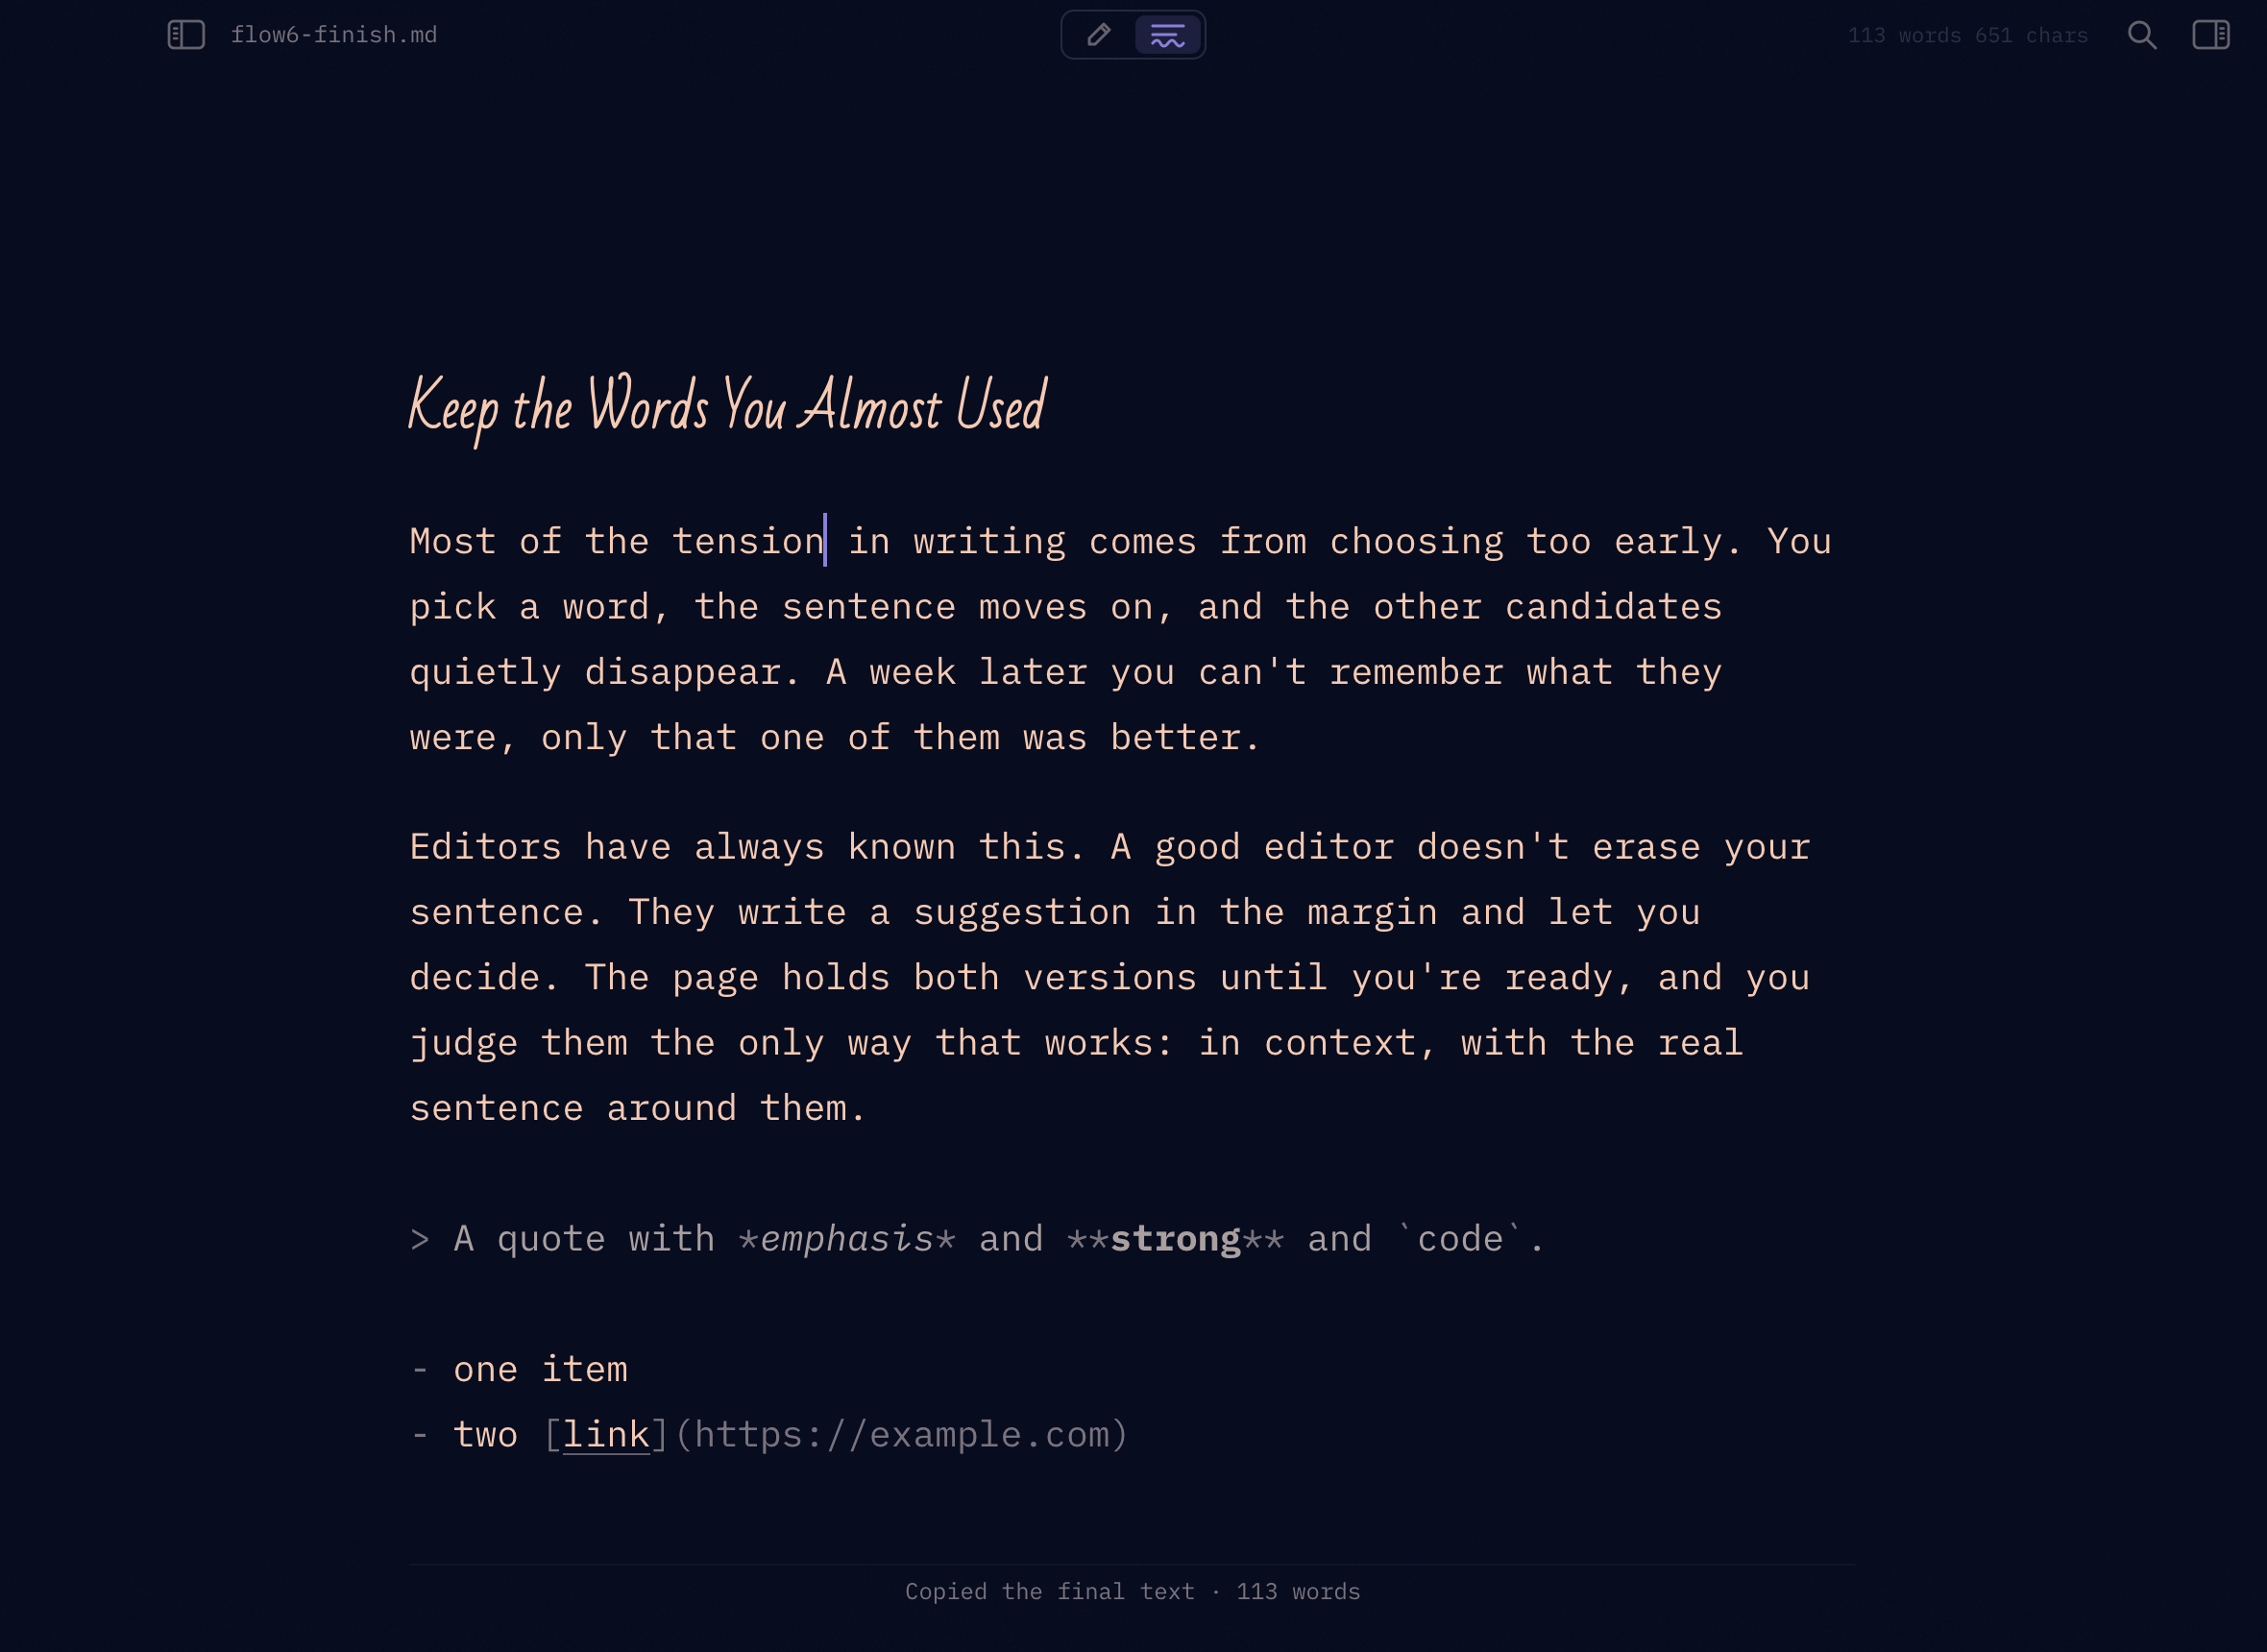 flow6-finish.md
113 words 651 chars
Keep the Words You Almost Used
Most of the tension in writing comes from choosing too early. You
pick a word, the sentence moves on, and the other candidates
quietly disappear. A week later you can't remember what they
were, only that one of them was better.
Editors have always known this. A good editor doesn't erase your
sentence. They write a suggestion in the margin and let you
decide. The page holds both versions until you're ready, and you
judge them the only way that works: in context, with the real
sentence around them.
> A quote with *emphasis* and **strong** and `code`.
- one item
- two [link](https://example.com)
Copied the final text · 113 words